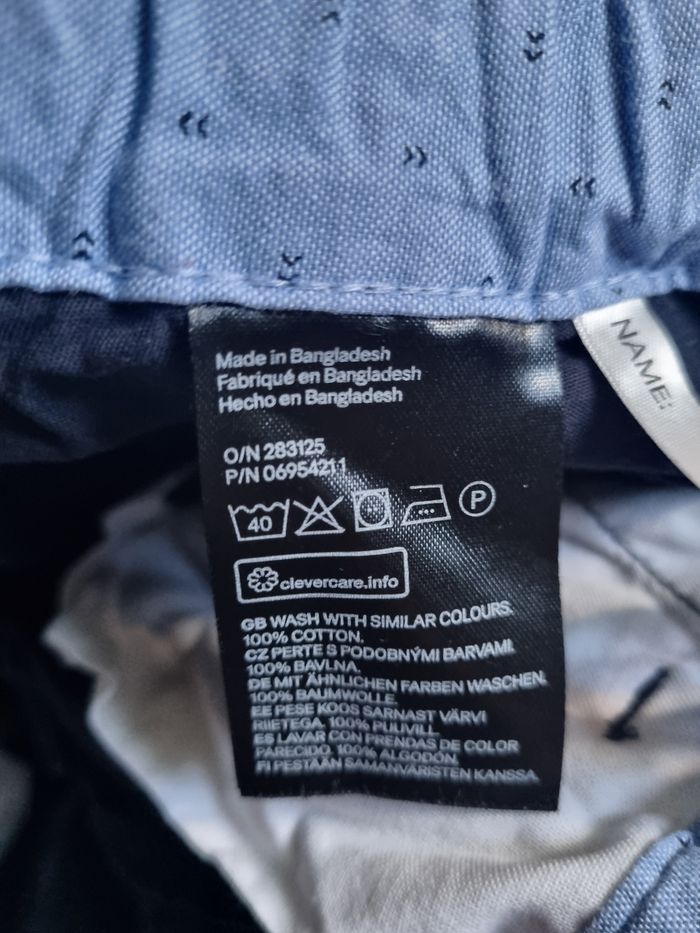 Made in Bangladesh
Fabriqué en Bangladesh
Hecho en Bangladesh
O/N 283125
P/N 06954211
40
P
clevercare.info
GB WASH WITH SIMILAR COLOURS.
100% COTTON.
CZ PERTE S PODOBNÝMI BARVAMI.
100% BAVLNA.
DE MIT ÄHNLICHEN FARBEN WASCHEN.
100% BAUMWOLLE.
EE PESE KOOS SARNAST VÄRVI
RIIETEGA. 100% PUUVILL.
ES LAVAR CON PRENDAS DE COLOR
PARECIDO. 100% ALGODÓN.
FI PESTÄÄN SAMANVÄRISTEN KANSSA.
NAME: